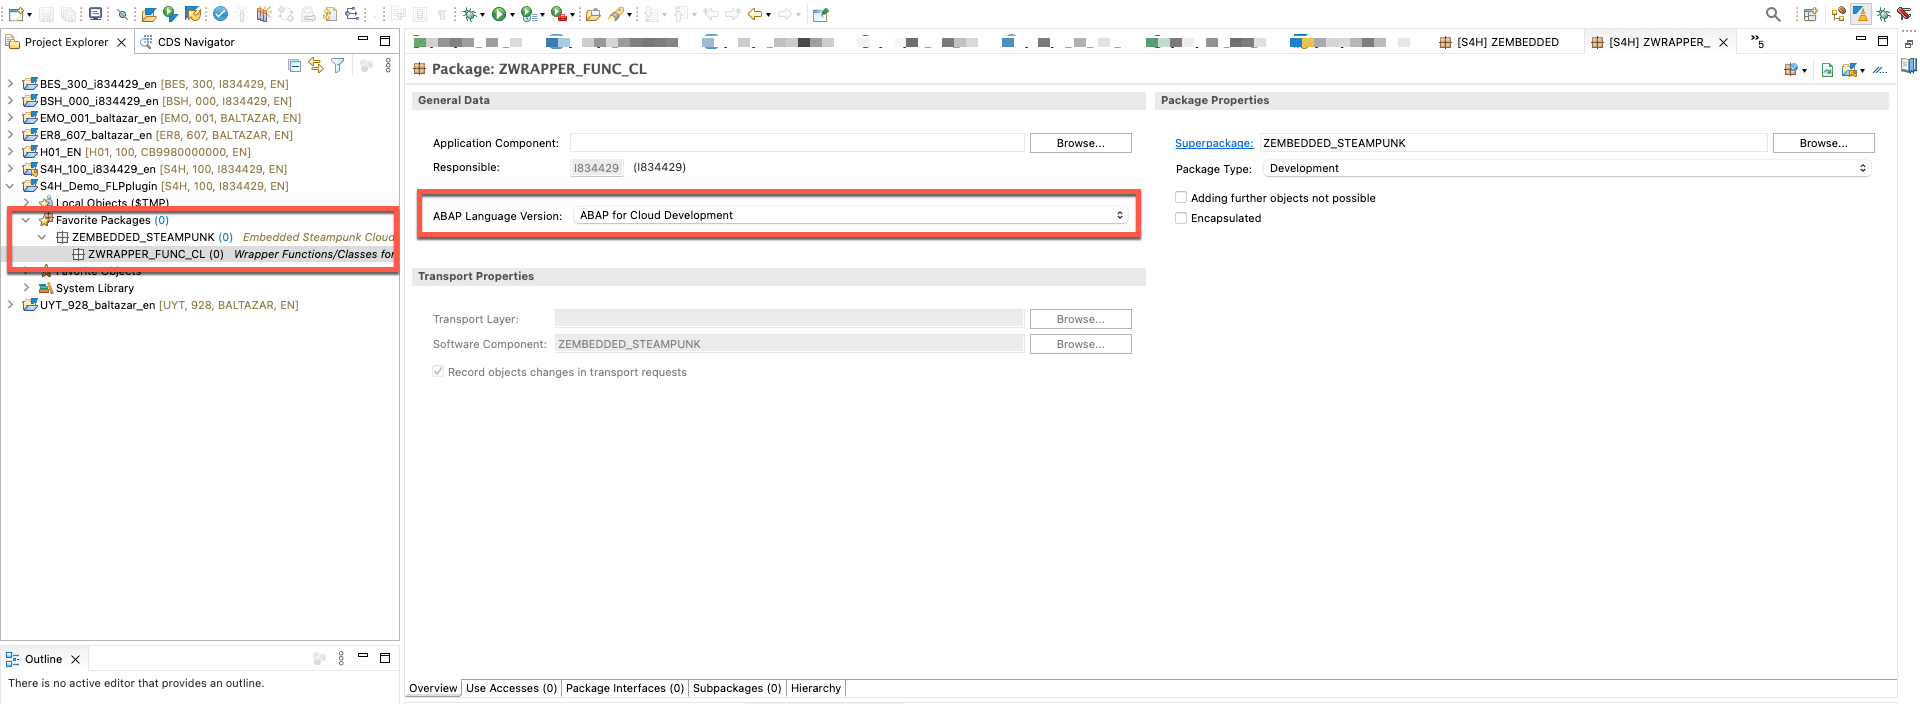 Project Explorer
CDS Navigator
[S4H] ZEMBEDDED
[S4H] ZWRAPPER_
5
BES_300_i834429_en [BES, 300, I834429, EN]
BSH_000_i834429_en [BSH, 000, I834429, EN]
EMO_001_baltazar_en [EMO, 001, BALTAZAR, EN]
ER8_607_baltazar_en [ER8, 607, BALTAZAR, EN]
H01_EN [H01, 100, CB9980000000, EN]
S4H_100_i834429_en [S4H, 100, I834429, EN]
S4H_Demo_FLPplugin [S4H, 100, I834429, EN]
Local Objects ($TMP)
Favorite Packages (0)
ZEMBEDDED_STEAMPUNK (0) Embedded Steampunk Cloud
ZWRAPPER_FUNC_CL (0) Wrapper Functions/Classes for
Favorite Objects
System Library
UYT_928_baltazar_en [UYT, 928, BALTAZAR, EN]
Outline
There is no active editor that provides an outline.
Package: ZWRAPPER_FUNC_CL
General Data
Application Component:
Browse...
Responsible: I834429 (I834429)
ABAP Language Version: ABAP for Cloud Development
Transport Properties
Transport Layer:
Browse...
Software Component: ZEMBEDDED_STEAMPUNK
Browse...
Record objects changes in transport requests
Package Properties
Superpackage: ZEMBEDDED_STEAMPUNK
Browse...
Package Type: Development
Adding further objects not possible
Encapsulated
Overview
Use Accesses (0)
Package Interfaces (0)
Subpackages (0)
Hierarchy